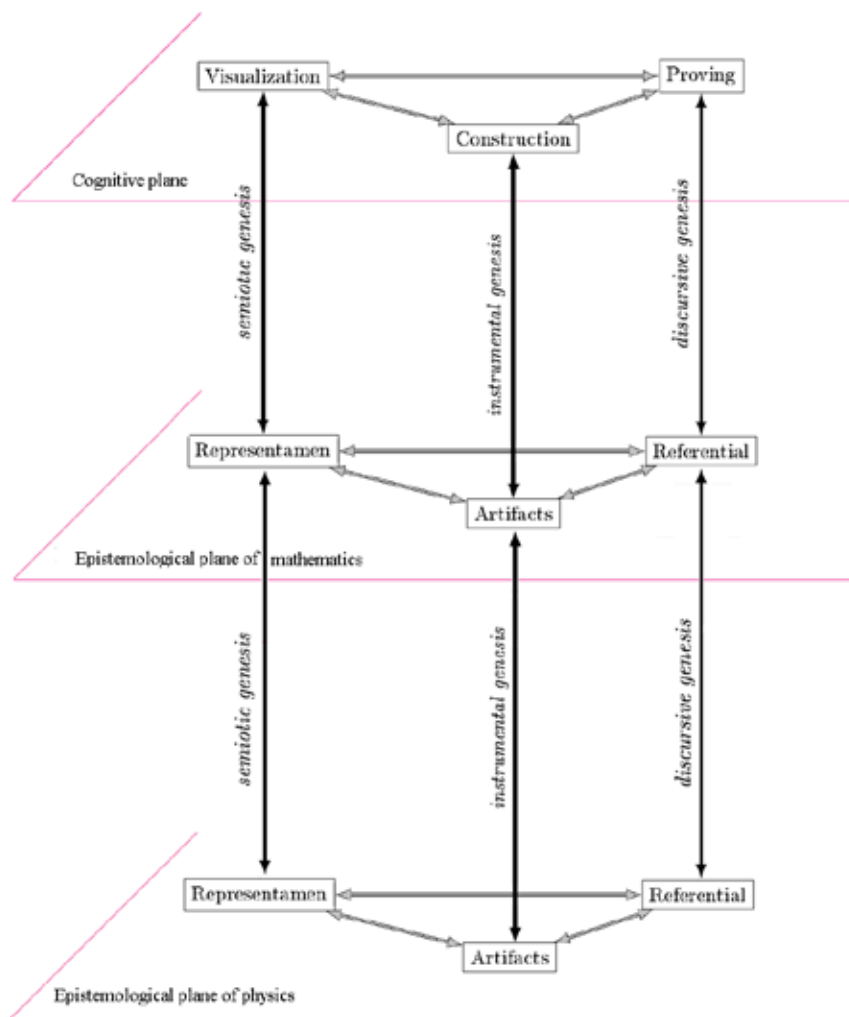 Visualization
Proving
Construction
Cognitive plane
semiotic genesis
instrumental genesis
discursive genesis
Representamen
Referential
Artifacts
Epistemological plane of mathematics
semiotic genesis
instrumental genesis
discursive genesis
Representamen
Referential
Artifacts
Epistemological plane of physics